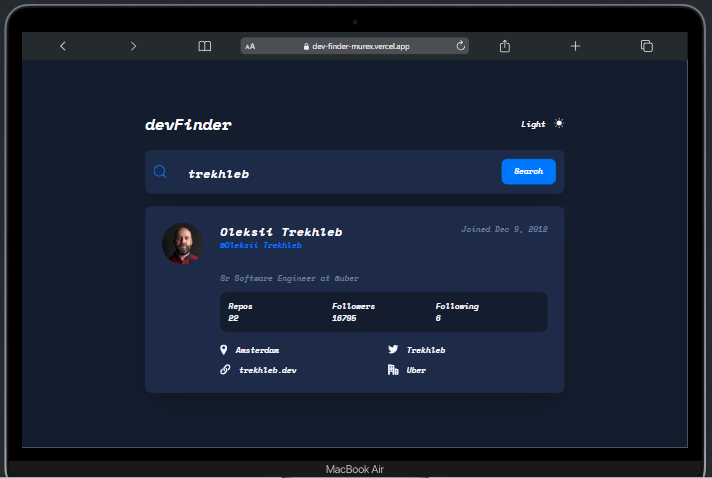 AA dev-finder-murex.vercel.app
devFinder Light
trekhleb Search
Oleksii Trekhleb Joined Dec 9, 2012
@Oleksii Trekhleb
Sr Software Engineer at @uber
Repos Followers Following
22 16795 6
Amsterdam Trekhleb
trekhleb.dev Uber
MacBook Air